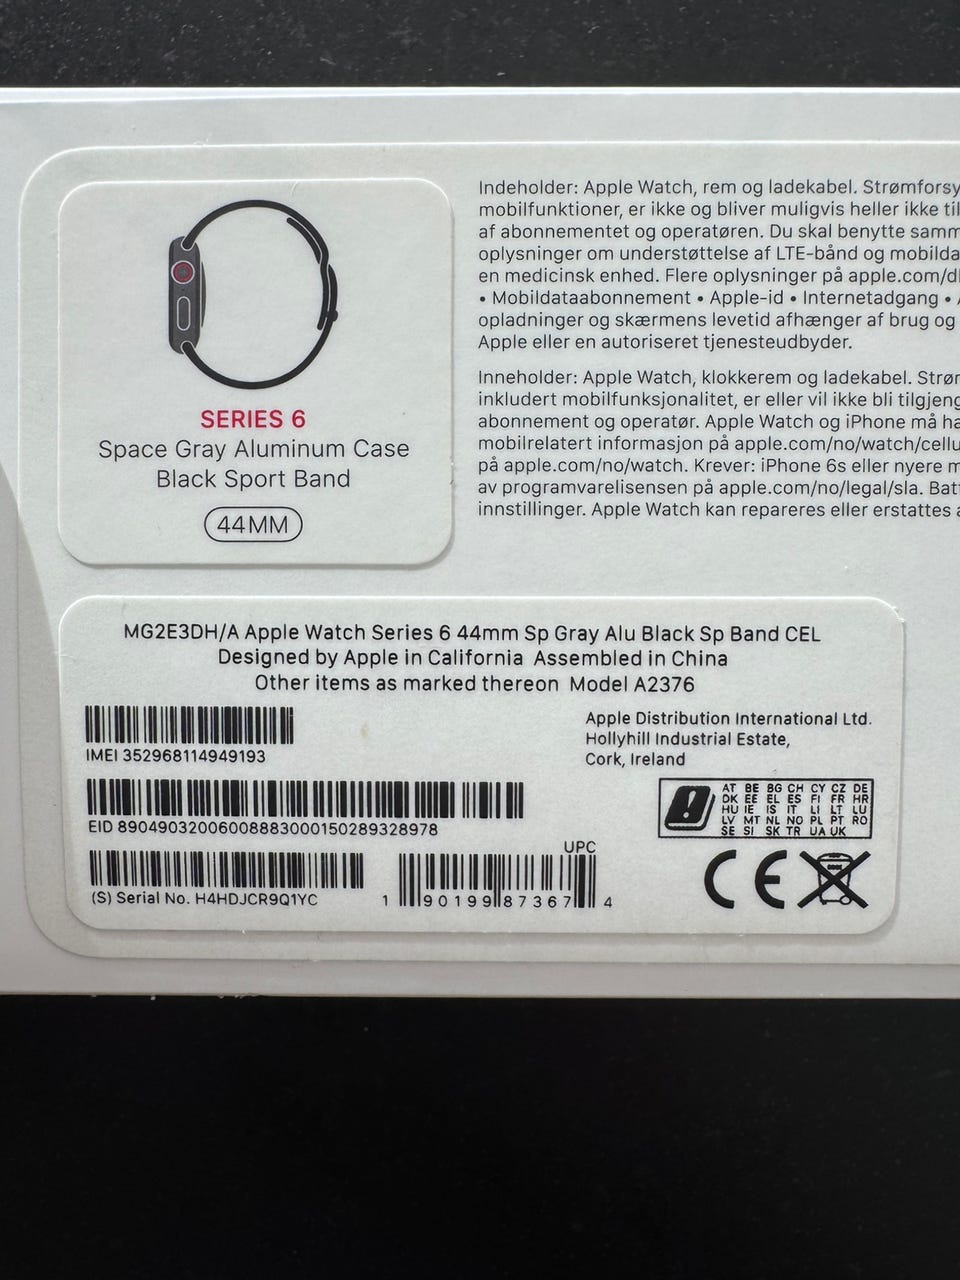 SERIES 6
Space Gray Aluminum Case
Black Sport Band
44MM
Indeholder: Apple Watch, rem og ladekabel. Strømforsy
mobilfunktioner, er ikke og bliver muligvis heller ikke til
af abonnementet og operatøren. Du skal benytte samm
oplysninger om understøttelse af LTE-bånd og mobilda
en medicinsk enhed. Flere oplysninger på apple.com/d
• Mobildataabonnement • Apple-id • Internetadgang •
opladninger og skærmens levetid afhænger af brug og
Apple eller en autoriseret tjenesteudbyder.
Inneholder: Apple Watch, klokkerem og ladekabel. Strør
inkludert mobilfunksjonalitet, er eller vil ikke bli tilgjeng
abonnement og operatør. Apple Watch og iPhone må ha
mobilrelatert informasjon på apple.com/no/watch/cellu
på apple.com/no/watch. Krever: iPhone 6s eller nyere m
av programvarelisensen på apple.com/no/legal/sla. Bat
innstillinger. Apple Watch kan repareres eller erstattes a
MG2E3DH/A Apple Watch Series 6 44mm Sp Gray Alu Black Sp Band CEL
Designed by Apple in California Assembled in China
Other items as marked thereon Model A2376
IMEI 352968114949193
EID 89049032006008883000150289328978
(S) Serial No. H4HDJCR9Q1YC
UPC
1 90199 87367 4
Apple Distribution International Ltd.
Hollyhill Industrial Estate,
Cork, Ireland
AT BE BG CH CY CZ DE
DK EE EL ES FI FR HR
HU IE IS IT LI LT LU
LV MT NL NO PL PT RO
SE SI SK TR UA UK
CE